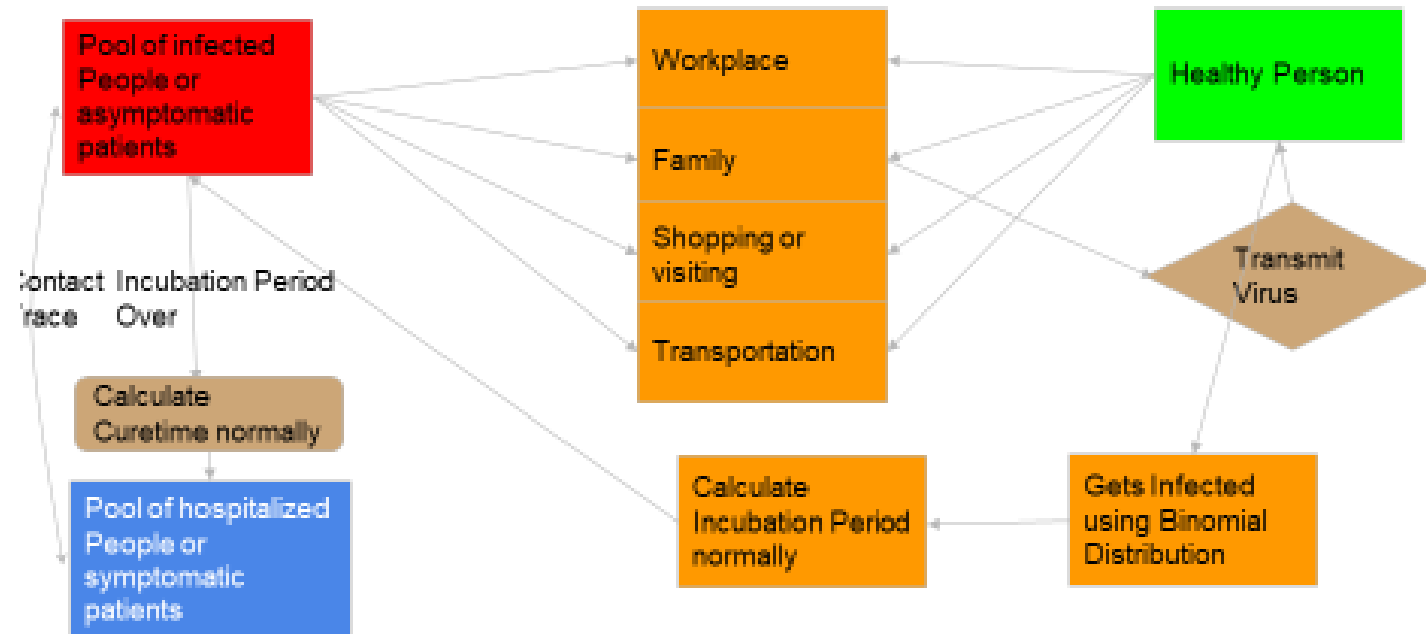 Pool of infected
People or
asymptomatic
patients
Workplace
Family
Shopping or
visiting
Transportation
Healthy Person
Transmit
Virus
Incubation Period
Over
Calculate
Curetime normally
Pool of hospitalized
People or
symptomatic
patients
Calculate
Incubation Period
normally
Gets Infected
using Binomial
Distribution